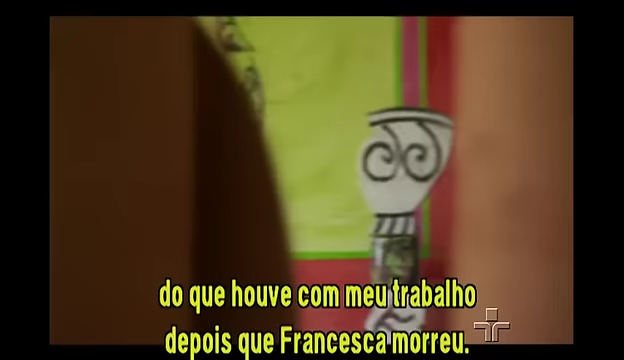 do que houve com meu trabalho
depois que Francesca morreu.